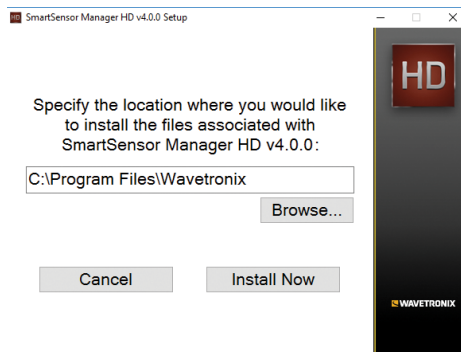 SmartSensor Manager HD v4.0.0 Setup
HD
Specify the location where you would like
to install the files associated with
SmartSensor Manager HD v4.0.0:
C:\Program Files\Wavetronix
Browse...
Cancel
Install Now
WAVETRONIX